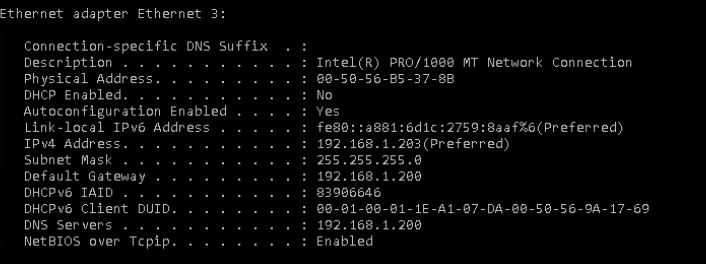 Ethernet adapter Ethernet 3:
Connection-specific DNS Suffix . :
Description . . . . . . . . . . . : Intel(R) PRO/1000 MT Network Connection
Physical Address. . . . . . . . . : 00-50-56-B5-37-8B
DHCP Enabled. . . . . . . . . . . : No
Autoconfiguration Enabled . . . . : Yes
Link-local IPv6 Address . . . . . : fe80::a881:6d1c:2759:8aaf%6(Preferred)
IPv4 Address. . . . . . . . . . . : 192.168.1.203(Preferred)
Subnet Mask . . . . . . . . . . . : 255.255.255.0
Default Gateway . . . . . . . . . : 192.168.1.200
DHCPv6 IAID . . . . . . . . . . . : 83906646
DHCPv6 Client DUID. . . . . . . . : 00-01-00-01-1E-A1-07-DA-00-50-56-9A-17-69
DNS Servers . . . . . . . . . . . : 192.168.1.200
NetBIOS over Tcpip. . . . . . . . : Enabled